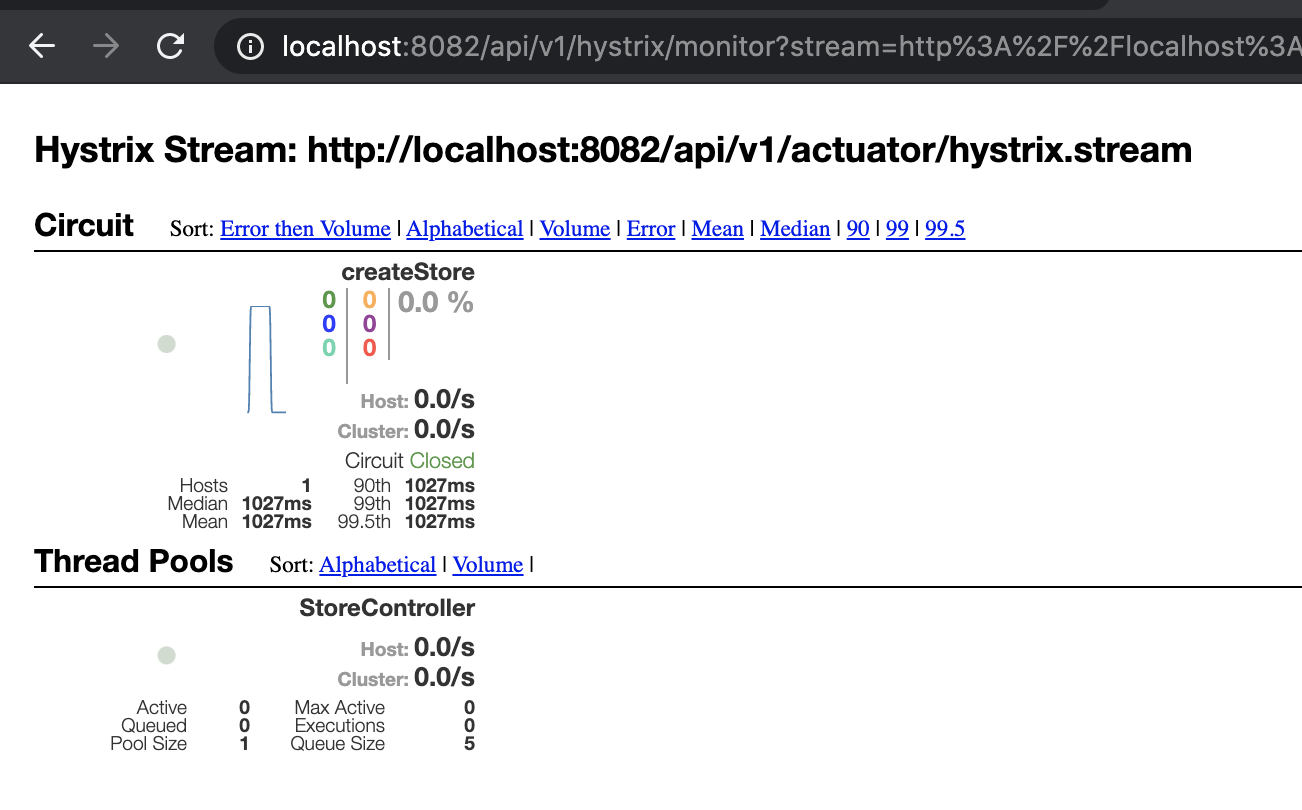 localhost:8082/api/v1/hystrix/monitor?stream=http%3A%2F%2Flocalhost%3A
Hystrix Stream: http://localhost:8082/api/v1/actuator/hystrix.stream
Circuit Sort: Error then Volume | Alphabetical | Volume | Error | Mean | Median | 90 | 99 | 99.5
createStore
0 0 0.0 %
0 0
0 0
Host: 0.0/s
Cluster: 0.0/s
Circuit Closed
Hosts 1 90th 1027ms
Median 1027ms 99th 1027ms
Mean 1027ms 99.5th 1027ms
Thread Pools Sort: Alphabetical | Volume |
StoreController
Host: 0.0/s
Cluster: 0.0/s
Active 0 Max Active 0
Queued 0 Executions 0
Pool Size 1 Queue Size 5